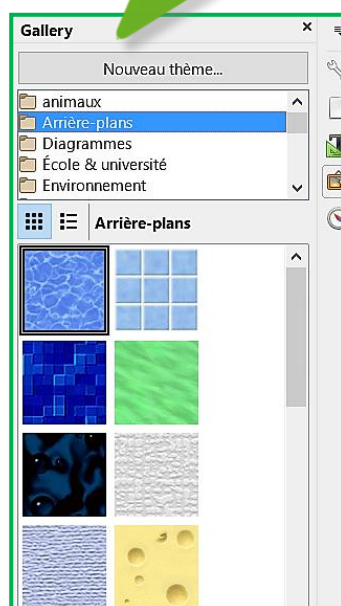 Gallery
Nouveau thème...
animaux
Arrière-plans
Diagrammes
École & université
Environnement
Arrière-plans